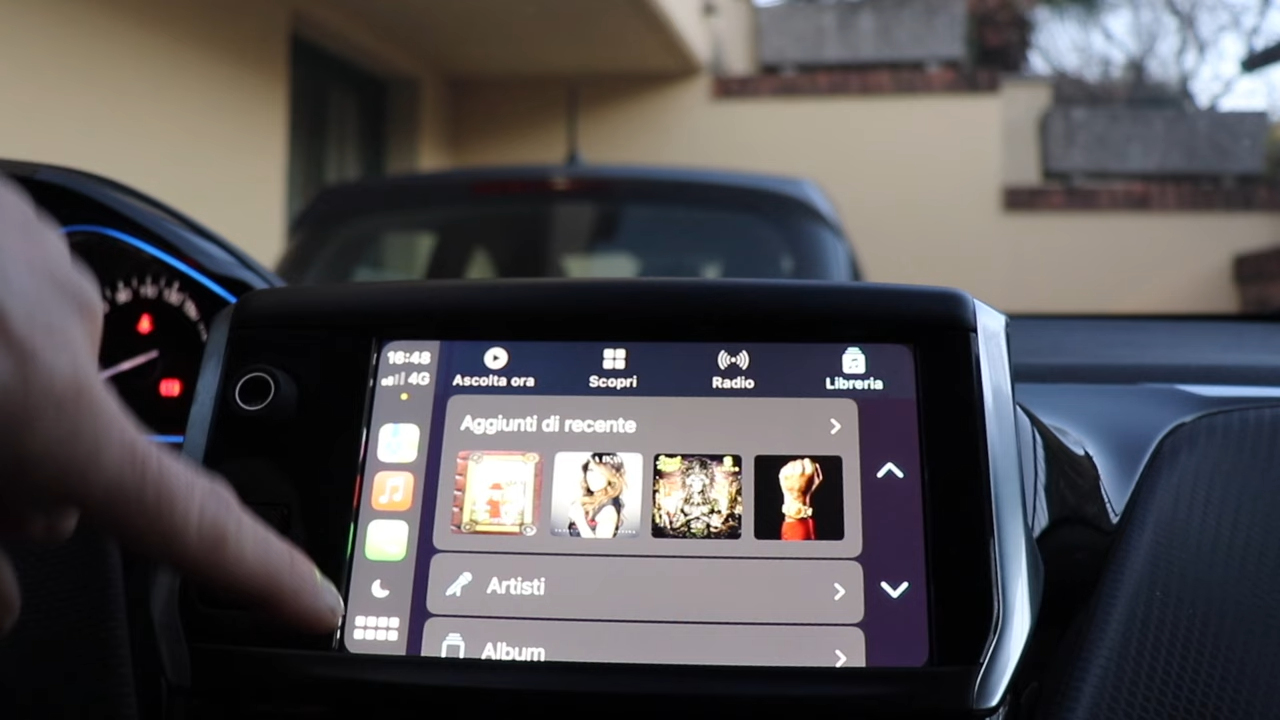 16:48
4G
Ascolta ora
Scopri
Radio
Libreria
Aggiunti di recente
Artisti
Album